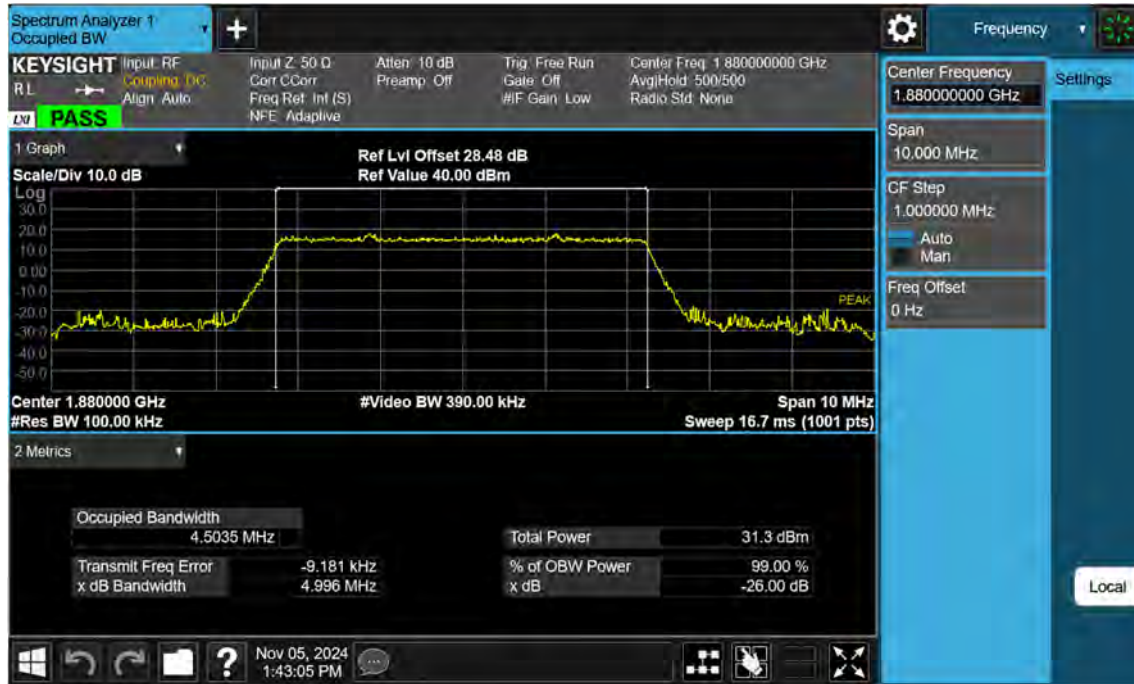 Spectrum Analyzer 1
Occupied BW
Frequency
KEYSIGHT
RL
LXI
PASS
Input: RF
Coupling: DC
Align: Auto
Input Z: 50 Ω
Corr CCorr
Freq Ref: Int (S)
NFE: Adaptive
Atten: 10 dB
Preamp: Off
Trig: Free Run
Gate: Off
#IF Gain: Low
Center Freq: 1.880000000 GHz
Avg|Hold: 500/500
Radio Std: None
Center Frequency
1.880000000 GHz
Settings
Span
10.000 MHz
CF Step
1.000000 MHz
Auto
Man
Freq Offset
0 Hz
1 Graph
Scale/Div 10.0 dB
Ref Lvl Offset 28.48 dB
Ref Value 40.00 dBm
Log
30.0
20.0
10.0
0.00
-10.0
-20.0
-30.0
-40.0
-50.0
PEAK
Center 1.880000 GHz
#Video BW 390.00 kHz
Span 10 MHz
#Res BW 100.00 kHz
Sweep 16.7 ms (1001 pts)
2 Metrics
Occupied Bandwidth
4.5035 MHz
Total Power 31.3 dBm
Transmit Freq Error -9.181 kHz
% of OBW Power 99.00 %
x dB Bandwidth 4.996 MHz
x dB -26.00 dB
Local
Nov 05, 2024
1:43:05 PM